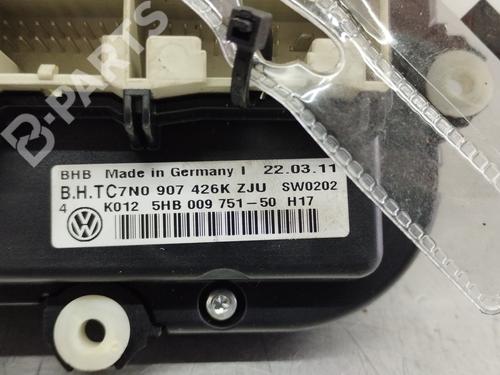 B-PARTS
BHB Made in Germany I 22.03.11
B.H.TC7N0 907 426K ZJU SW0202
4 K012 5HB 009 751-50 H17